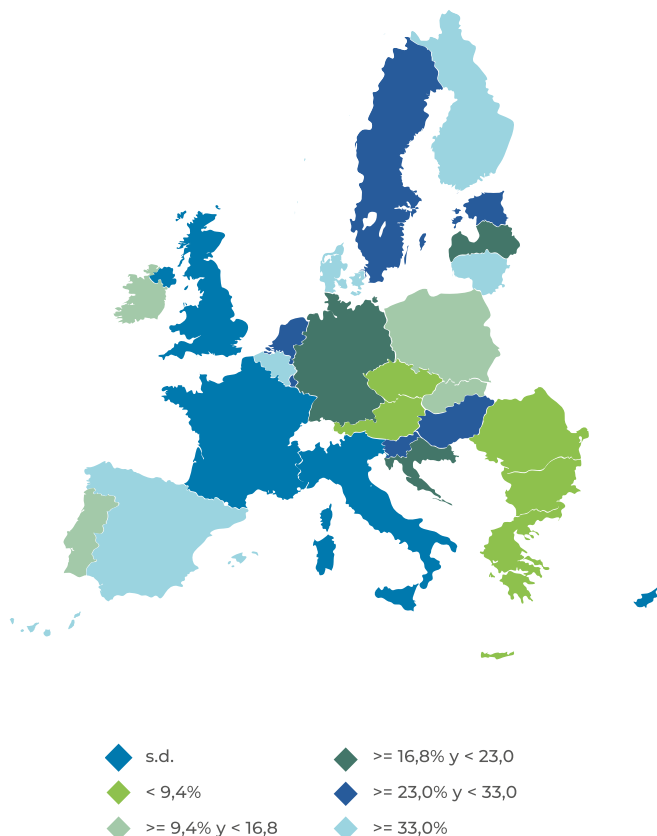 s.d.
< 9,4%
>= 9,4% y < 16,8
>= 16,8% y < 23,0
>= 23,0% y < 33,0
>= 33,0%